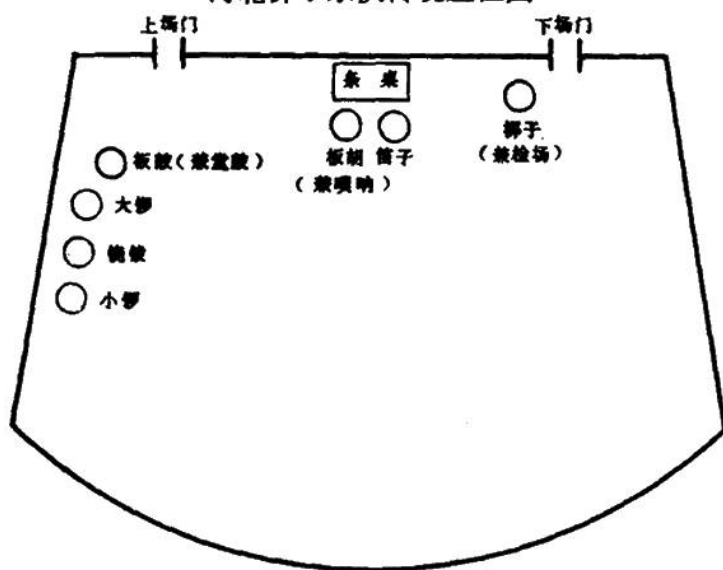 上场门
下场门
条桌
板胡 笛子
(兼唢呐)
梆子
(兼检场)
板鼓(兼堂鼓)
大锣
铙钹
小锣